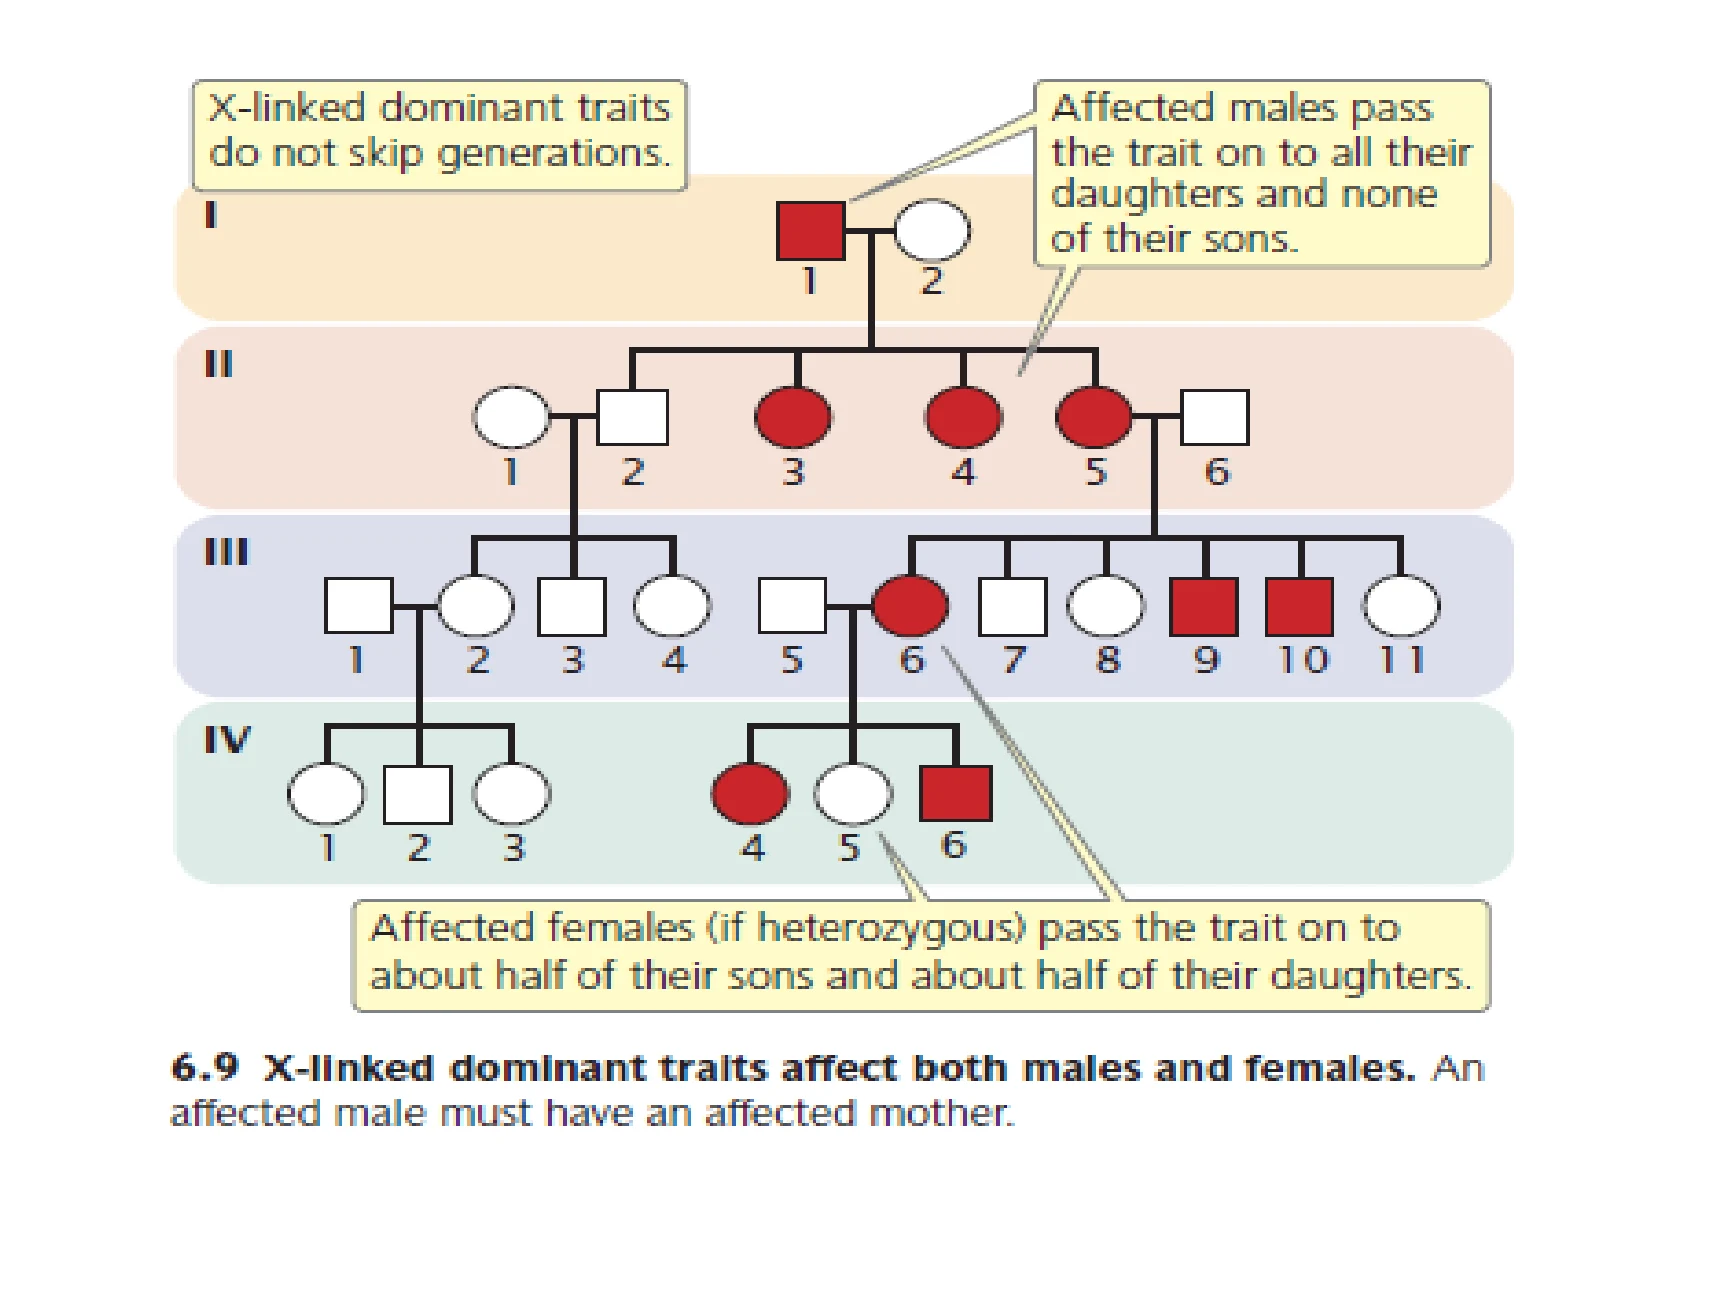 X-linked dominant traits
do not skip generations.
Affected males pass
the trait on to all their
daughters and none
of their sons.
I
1 2
II
1 2 3 4 5 6
III
1 2 3 4 5 6 7 8 9 10 11
IV
1 2 3 4 5 6
Affected females (if heterozygous) pass the trait on to
about half of their sons and about half of their daughters.
6.9 X-linked dominant traits affect both males and females. An
affected male must have an affected mother.